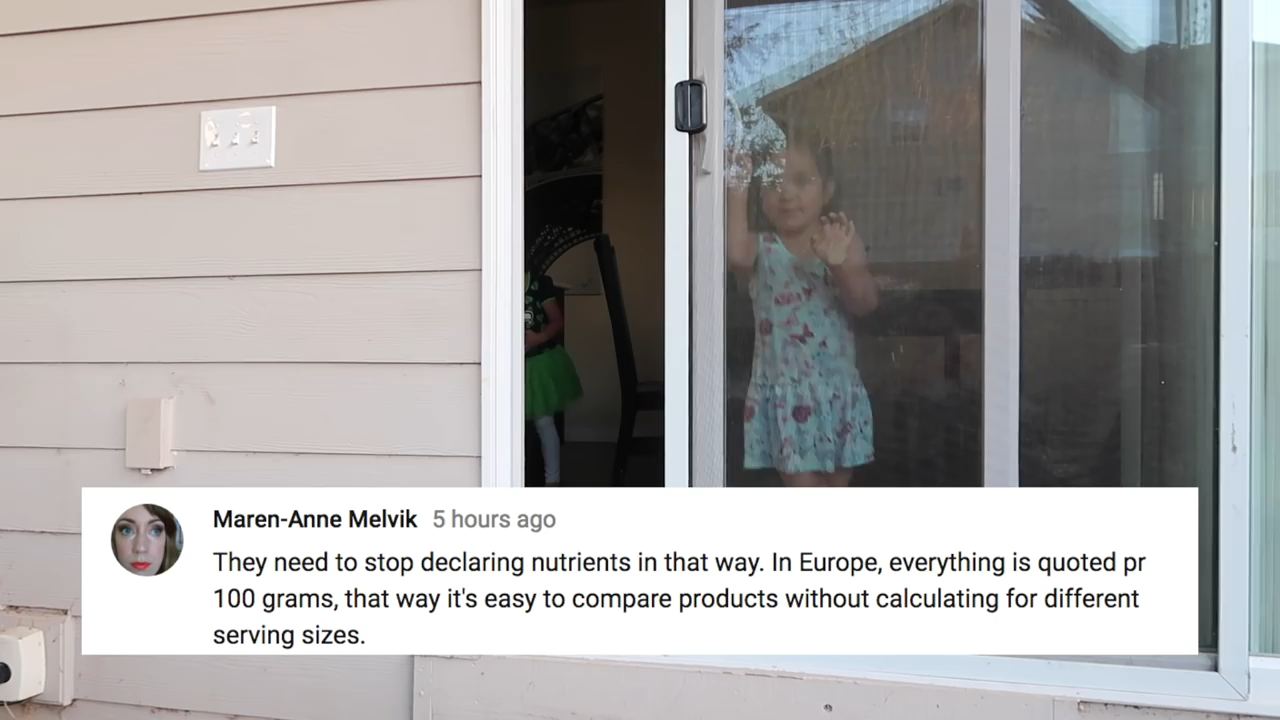 Maren-Anne Melvik 5 hours ago
They need to stop declaring nutrients in that way. In Europe, everything is quoted pr
100 grams, that way it's easy to compare products without calculating for different
serving sizes.